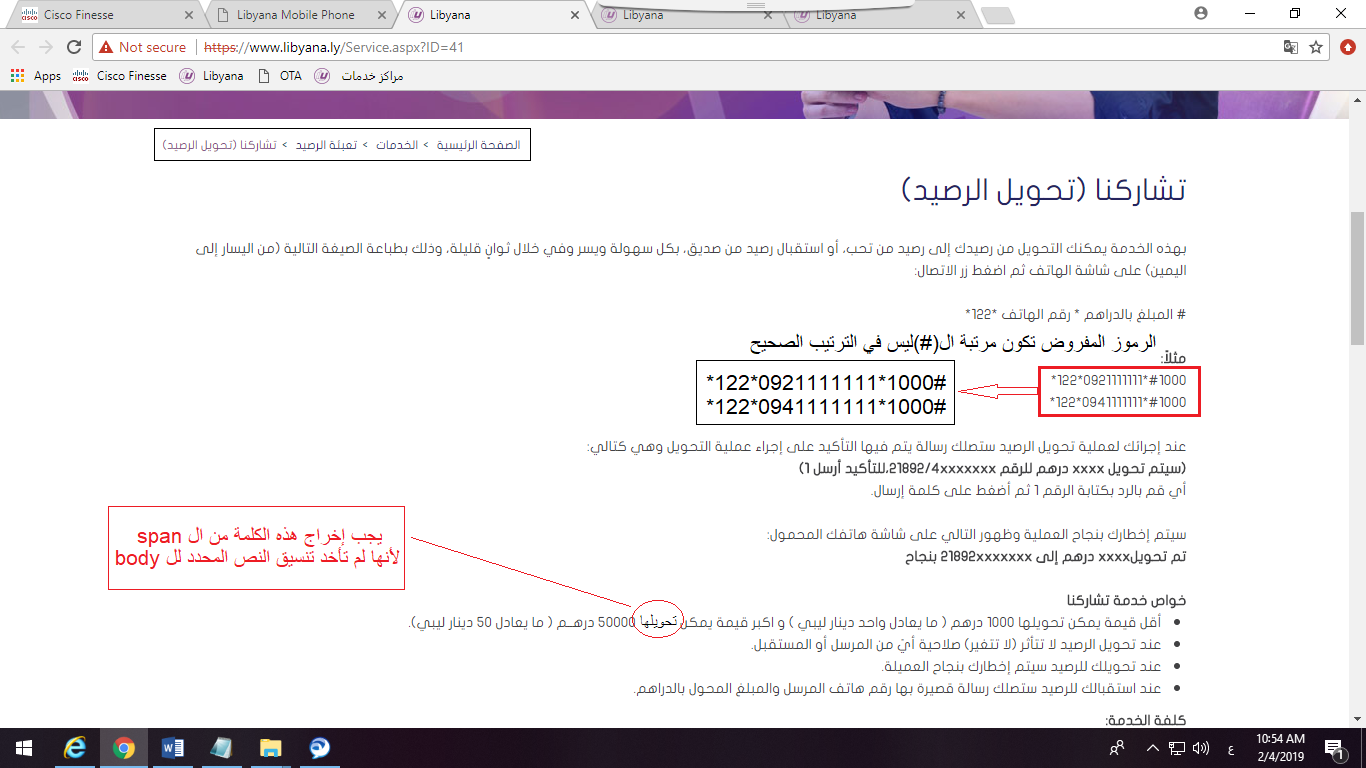 Cisco Finesse
Libyana Mobile Phone
Libyana
Libyana
Libyana
Not secure
https://www.libyana.ly/Service.aspx?ID=41
Apps
Cisco Finesse
Libyana
OTA
مراكز خدمات
الصفحة الرئيسية > الخدمات > تعبئة الرصيد > تشاركنا (تحويل الرصيد)
تشاركنا (تحويل الرصيد)
بهذه الخدمة يمكنك التحويل من رصيدك إلى رصيد من تحب، أو استقبال رصيد من صديق، بكل سهولة ويسر وفي خلال ثوانٍ قليلة، وذلك بطباعة الصيغة التالية (من اليسار إلى
اليمين) على شاشة الهاتف ثم اضغط زر الاتصال:
# المبلغ بالدراهم * رقم الهاتف *122*
الرموز المفروض تكون مرتبة ال(#)ليس في الترتيب الصحيح
مثلاً:
*122*0921111111*#1000
*122*0941111111*#1000
*122*0921111111*1000#
*122*0941111111*1000#
عند إجرائك لعملية تحويل الرصيد ستصلك رسالة يتم فيها التأكيد على إجراء عملية التحويل وهي كتالي:
(سيتم تحويل xxxx درهم للرقم 21892/4xxxxxxx،للتأكيد أرسل 1)
أي قم بالرد بكتابة الرقم 1 ثم أضغط على كلمة إرسال.
سيتم إخطارك بنجاح العملية وظهور التالي على شاشة هاتفك المحمول:
تم تحويلxxxx درهم إلى 21892xxxxxxx بنجاح
يجب إخراج هذه الكلمة من ال span
لأنها لم تأخد تنسيق النص المحدد لل body
خواص خدمة تشاركنا
أقل قيمة يمكن تحويلها 1000 درهم ( ما يعادل واحد دينار ليبي ) و اكبر قيمة يمكن تحويلها 50000 درهــم ( ما يعادل 50 دينار ليبي).
عند تحويل الرصيد لا تتأثر (لا تتغير) صلاحية أيَ من المرسل أو المستقبل.
عند تحويلك للرصيد سيتم إخطارك بنجاح العميلة.
عند استقبالك للرصيد ستصلك رسالة قصيرة بها رقم هاتف المرسل والمبلغ المحول بالدراهم.
كلفة الخدمة:
ع
10:54 AM
2/4/2019
1